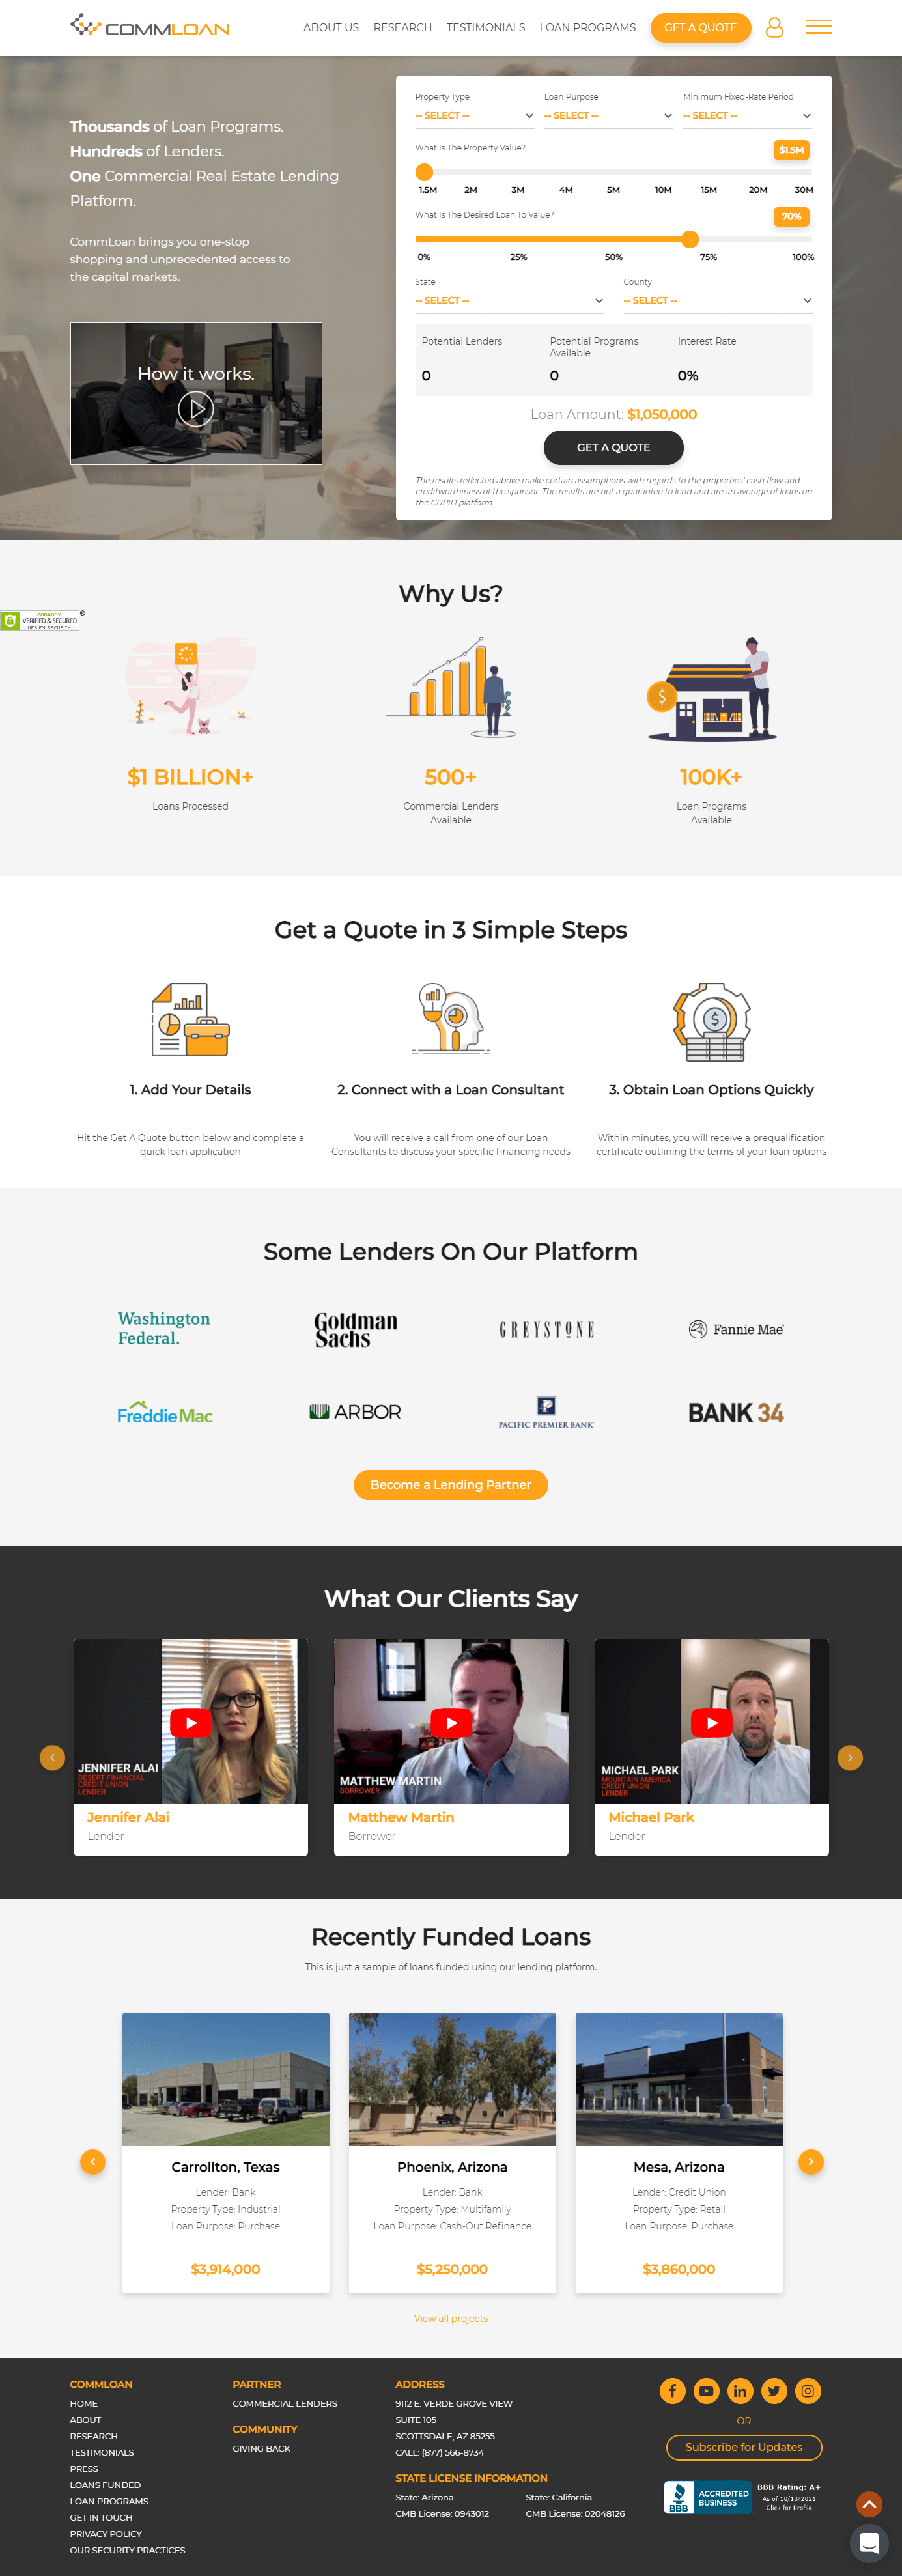 COMMLOAN
ABOUT US
RESEARCH
TESTIMONIALS
LOAN PROGRAMS
GET A QUOTE
Thousands of Loan Programs.
Hundreds of Lenders.
One Commercial Real Estate Lending
Platform.
CommLoan brings you one-stop
shopping and unprecedented access to
the capital markets.
How it works.
Property Type
Loan Purpose
Minimum Fixed-Rate Period
-- SELECT --
-- SELECT --
-- SELECT --
What Is The Property Value?
$1.5M
1.5M 2M 3M 4M 5M 10M 15M 20M 30M
What Is The Desired Loan To Value?
70%
0% 25% 50% 75% 100%
State
County
-- SELECT --
-- SELECT --
Potential Lenders
Potential Programs
Available
Interest Rate
0
0
0%
Loan Amount: $1,050,000
GET A QUOTE
The results reflected above make certain assumptions with regards to the properties' cash flow and
creditworthiness of the sponsor. The results are not a guarantee to lend and are an average of loans on
the CUPID platform.
Why Us?
GODADDY
VERIFIED & SECURED
VERIFY SECURITY
®
$1 BILLION+
Loans Processed
500+
Commercial Lenders
Available
100K+
Loan Programs
Available
Get a Quote in 3 Simple Steps
1. Add Your Details
Hit the Get A Quote button below and complete a
quick loan application
2. Connect with a Loan Consultant
You will receive a call from one of our Loan
Consultants to discuss your specific financing needs
3. Obtain Loan Options Quickly
Within minutes, you will receive a prequalification
certificate outlining the terms of your loan options
Some Lenders On Our Platform
Washington
Federal.
Goldman
Sachs
GREYSTONE
Fannie Mae®
FreddieMac
ARBOR
PACIFIC PREMIER BANK
BANK 34
Become a Lending Partner
What Our Clients Say
JENNIFER ALAI
DESERT FINANCIAL
CREDIT UNION
LENDER
Jennifer Alai
Lender
MATTHEW MARTIN
BORROWER
Matthew Martin
Borrower
MICHAEL PARK
MOUNTAIN AMERICA
CREDIT UNION
LENDER
Michael Park
Lender
Recently Funded Loans
This is just a sample of loans funded using our lending platform.
Carrollton, Texas
Lender: Bank
Property Type: Industrial
Loan Purpose: Purchase
$3,914,000
Phoenix, Arizona
Lender: Bank
Property Type: Multifamily
Loan Purpose: Cash-Out Refinance
$5,250,000
Mesa, Arizona
Lender: Credit Union
Property Type: Retail
Loan Purpose: Purchase
$3,860,000
View all projects
COMMLOAN
HOME
ABOUT
RESEARCH
TESTIMONIALS
PRESS
LOANS FUNDED
LOAN PROGRAMS
GET IN TOUCH
PRIVACY POLICY
OUR SECURITY PRACTICES
PARTNER
COMMERCIAL LENDERS
COMMUNITY
GIVING BACK
ADDRESS
9112 E. VERDE GROVE VIEW
SUITE 105
SCOTTSDALE, AZ 85255
CALL: (877) 566-8734
STATE LICENSE INFORMATION
State: Arizona
CMB License: 0943012
State: California
CMB License: 02048126
OR
Subscribe for Updates
BBB
ACCREDITED
BUSINESS
BBB Rating: A+
As of 10/13/2021
Click for Profile